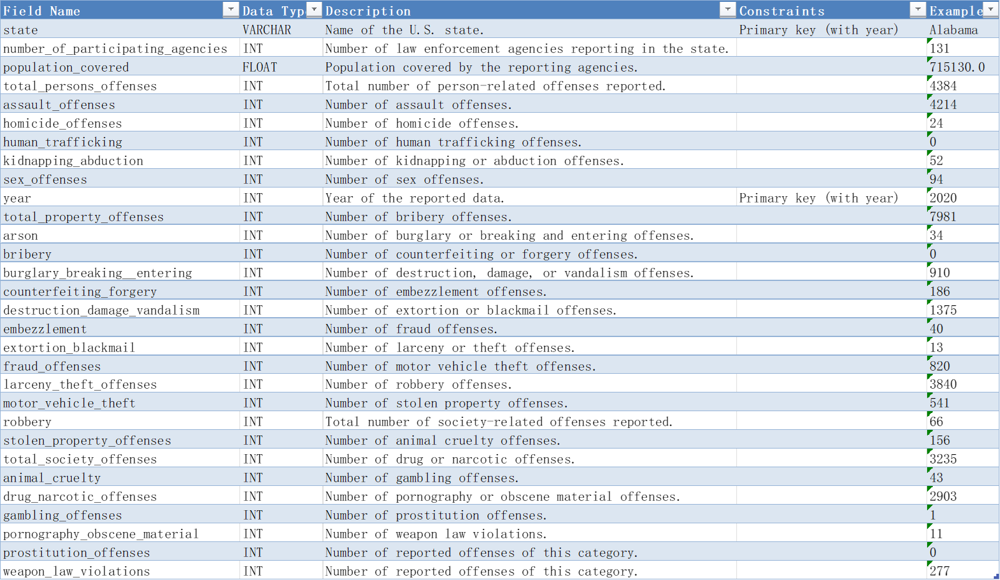 Field Name Data Typ Description Constraints Example
state VARCHAR Name of the U.S. state. Primary key (with year) Alabama
number_of_participating_agencies INT Number of law enforcement agencies reporting in the state. 131
population_covered FLOAT Population covered by the reporting agencies. 715130.0
total_persons_offenses INT Total number of person-related offenses reported. 4384
assault_offenses INT Number of assault offenses. 4214
homicide_offenses INT Number of homicide offenses. 24
human_trafficking INT Number of human trafficking offenses. 0
kidnapping_abduction INT Number of kidnapping or abduction offenses. 52
sex_offenses INT Number of sex offenses. 94
year INT Year of the reported data. Primary key (with year) 2020
total_property_offenses INT Number of bribery offenses. 7981
arson INT Number of burglary or breaking and entering offenses. 34
bribery INT Number of counterfeiting or forgery offenses. 0
burglary_breaking__entering INT Number of destruction, damage, or vandalism offenses. 910
counterfeiting_forgery INT Number of embezzlement offenses. 186
destruction_damage_vandalism INT Number of extortion or blackmail offenses. 1375
embezzlement INT Number of fraud offenses. 40
extortion_blackmail INT Number of larceny or theft offenses. 13
fraud_offenses INT Number of motor vehicle theft offenses. 820
larceny_theft_offenses INT Number of robbery offenses. 3840
motor_vehicle_theft INT Number of stolen property offenses. 541
robbery INT Total number of society-related offenses reported. 66
stolen_property_offenses INT Number of animal cruelty offenses. 156
total_society_offenses INT Number of drug or narcotic offenses. 3235
animal_cruelty INT Number of gambling offenses. 43
drug_narcotic_offenses INT Number of pornography or obscene material offenses. 2903
gambling_offenses INT Number of prostitution offenses. 1
pornography_obscene_material INT Number of weapon law violations. 11
prostitution_offenses INT Number of reported offenses of this category. 0
weapon_law_violations INT Number of reported offenses of this category. 277